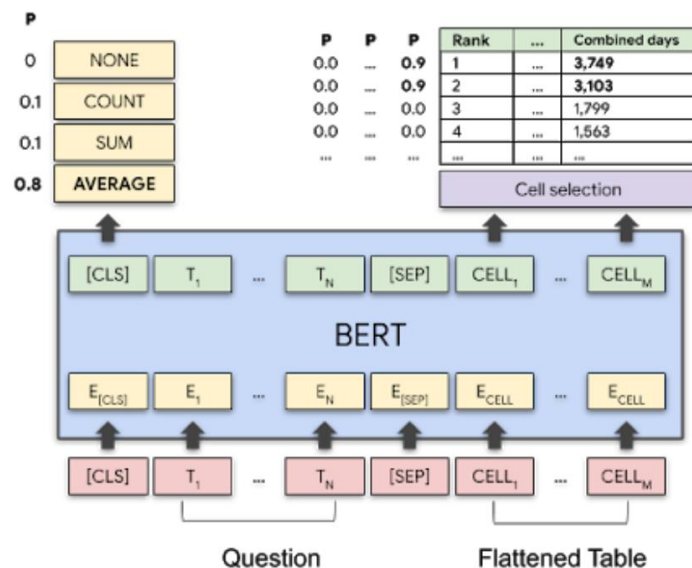 P
0 NONE
0.1 COUNT
0.1 SUM
0.8 AVERAGE
P P P Rank ... Combined days
0.0 ... 0.9 1 ... 3,749
0.0 ... 0.9 2 ... 3,103
0.0 ... 0.0 3 ... 1,799
0.0 ... 0.0 4 ... 1,563
... ... ... ... ... ...
Cell selection
[CLS] T1 ... TN [SEP] CELL1 ... CELLM
BERT
E[CLS] E1 ... EN E[SEP] ECELL ... ECELL
[CLS] T1 ... TN [SEP] CELL1 ... CELLM
Question Flattened Table